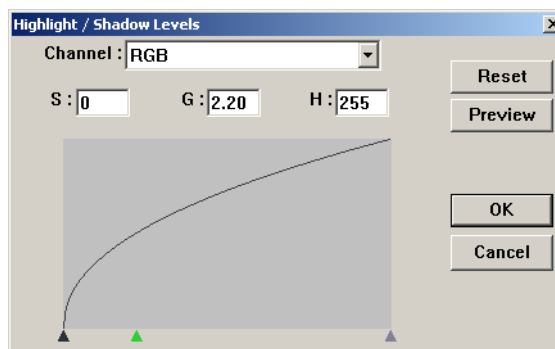 Highlight / Shadow Levels
Channel : RGB
Reset
S : 0 G : 2.20 H : 255
Preview
OK
Cancel